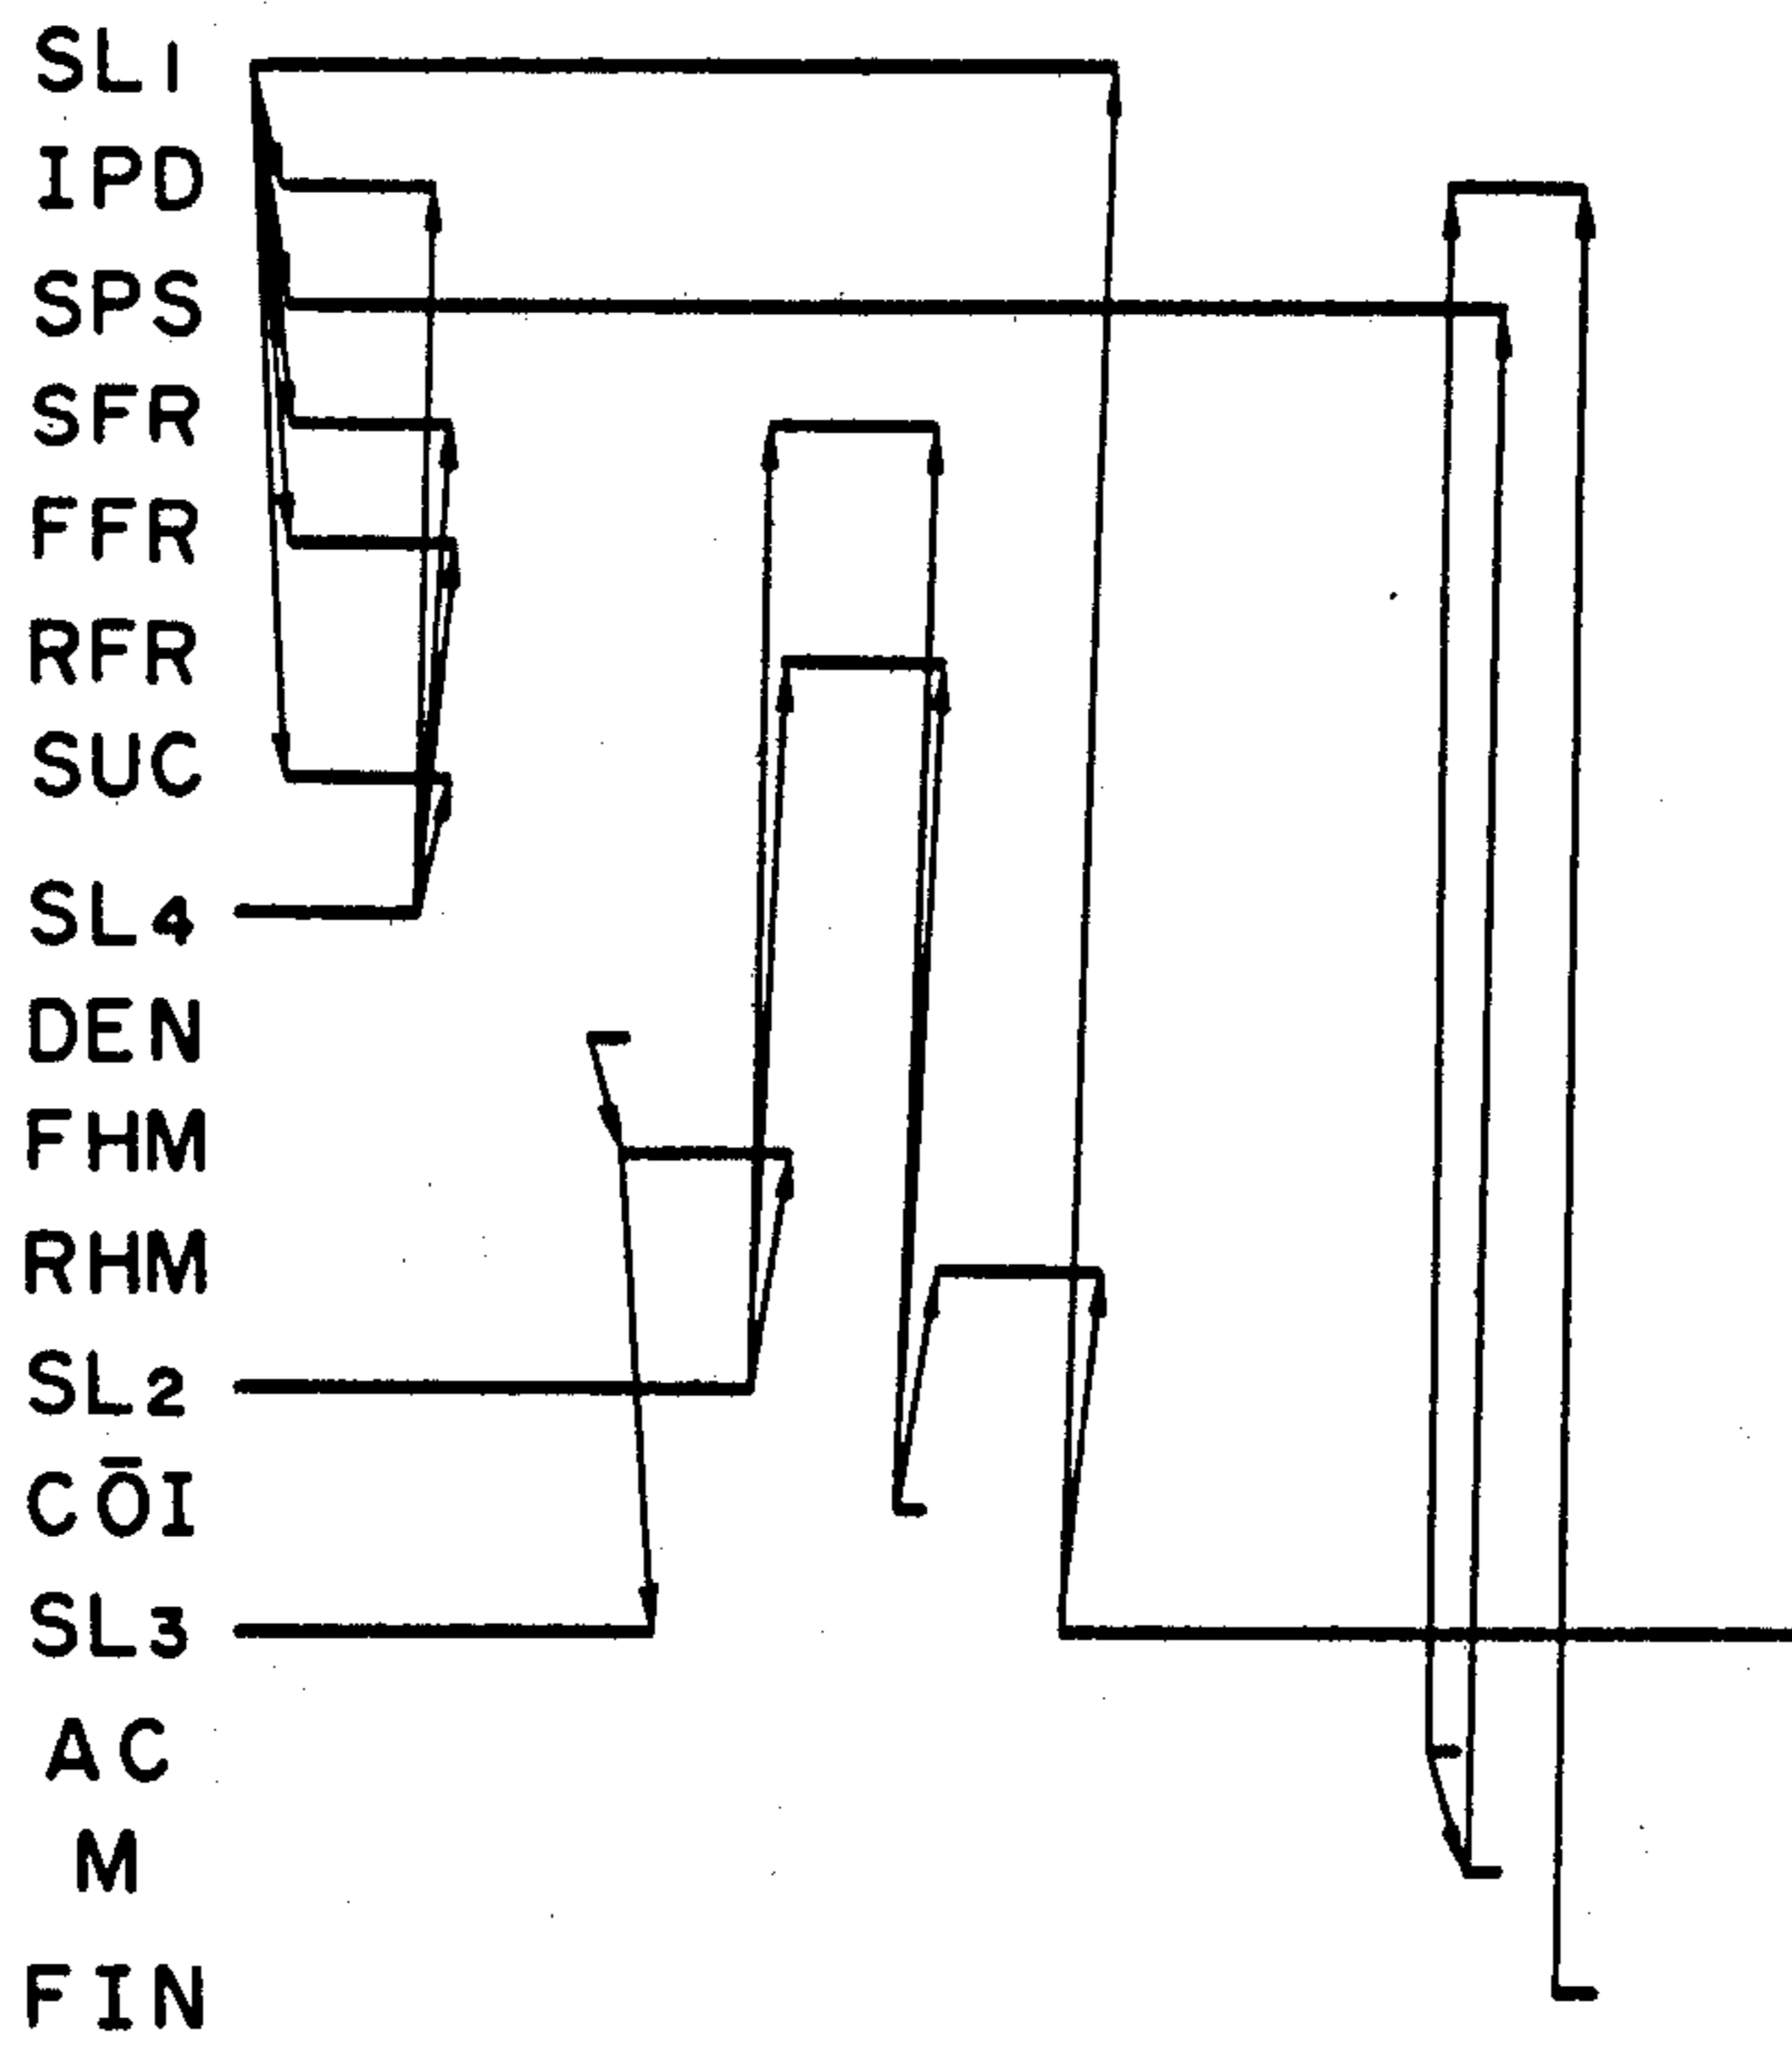 SL1
IPD
SPS
SFR
FFR
RFR
SUC
SL4
DEN
FHM
RHM
SL2
CŌI
SL3
AC
M
FIN